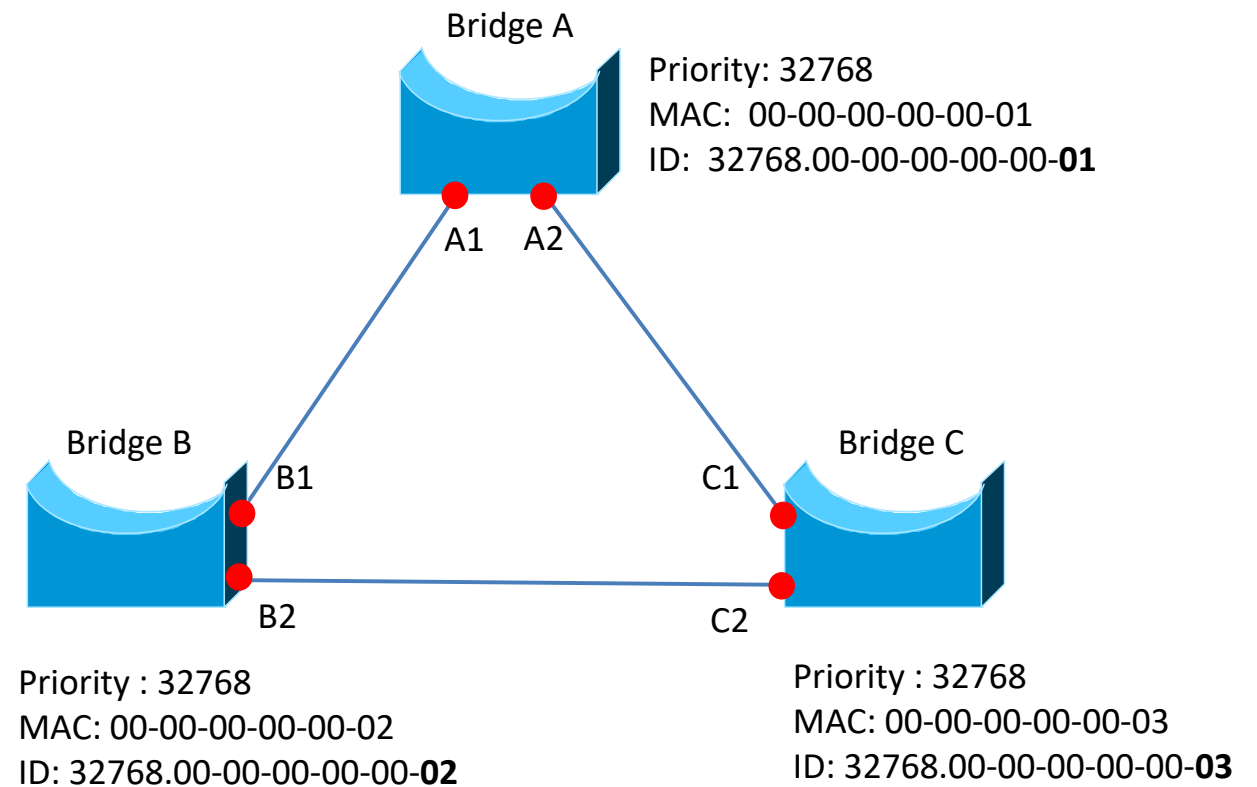 Bridge A
Priority: 32768
MAC:  00-00-00-00-00-01
ID:  32768.00-00-00-00-00-01
A1
A2
Bridge B
Bridge C
B1
C1
B2
C2
Priority : 32768
MAC: 00-00-00-00-00-02
ID: 32768.00-00-00-00-00-02
Priority : 32768
MAC: 00-00-00-00-00-03
ID: 32768.00-00-00-00-00-03